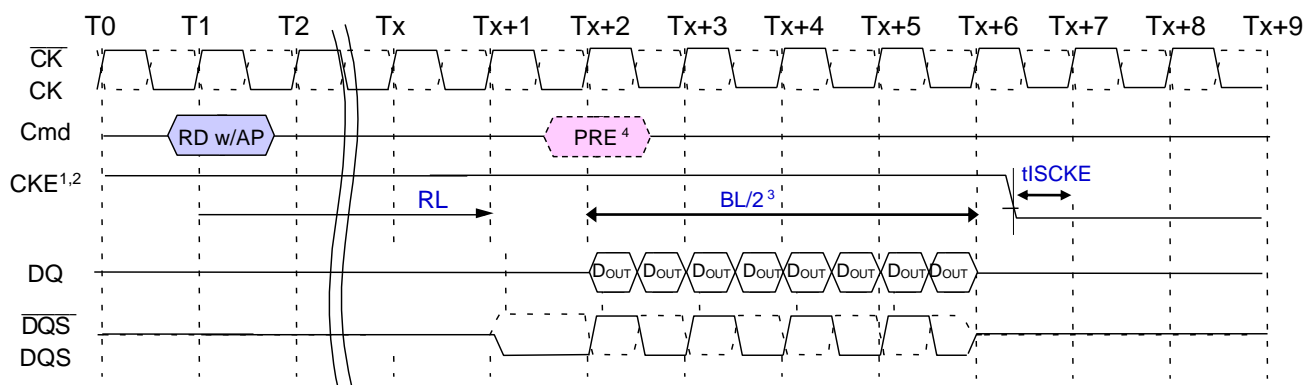 T0 T1 T2 Tx Tx+1 Tx+2 Tx+3 Tx+4 Tx+5 Tx+6 Tx+7 Tx+8 Tx+9
CK
CK
Cmd RD w/AP PRE 4
CKE1,2 tISCKE
RL BL/2 3
DQ DOUT DOUT DOUT DOUT DOUT DOUT DOUT DOUT
DQS
DQS